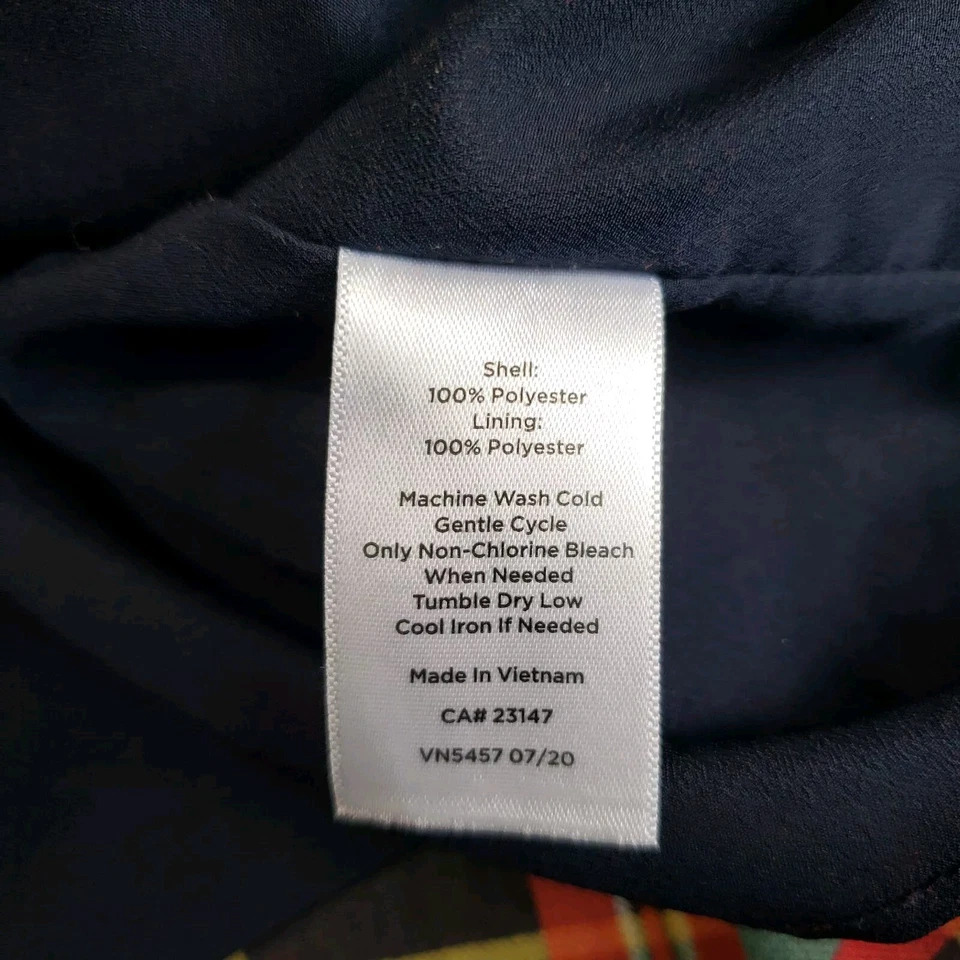 Shell:
100% Polyester
Lining:
100% Polyester
Machine Wash Cold
Gentle Cycle
Only Non-Chlorine Bleach
When Needed
Tumble Dry Low
Cool Iron If Needed
Made In Vietnam
CA# 23147
VN5457 07/20